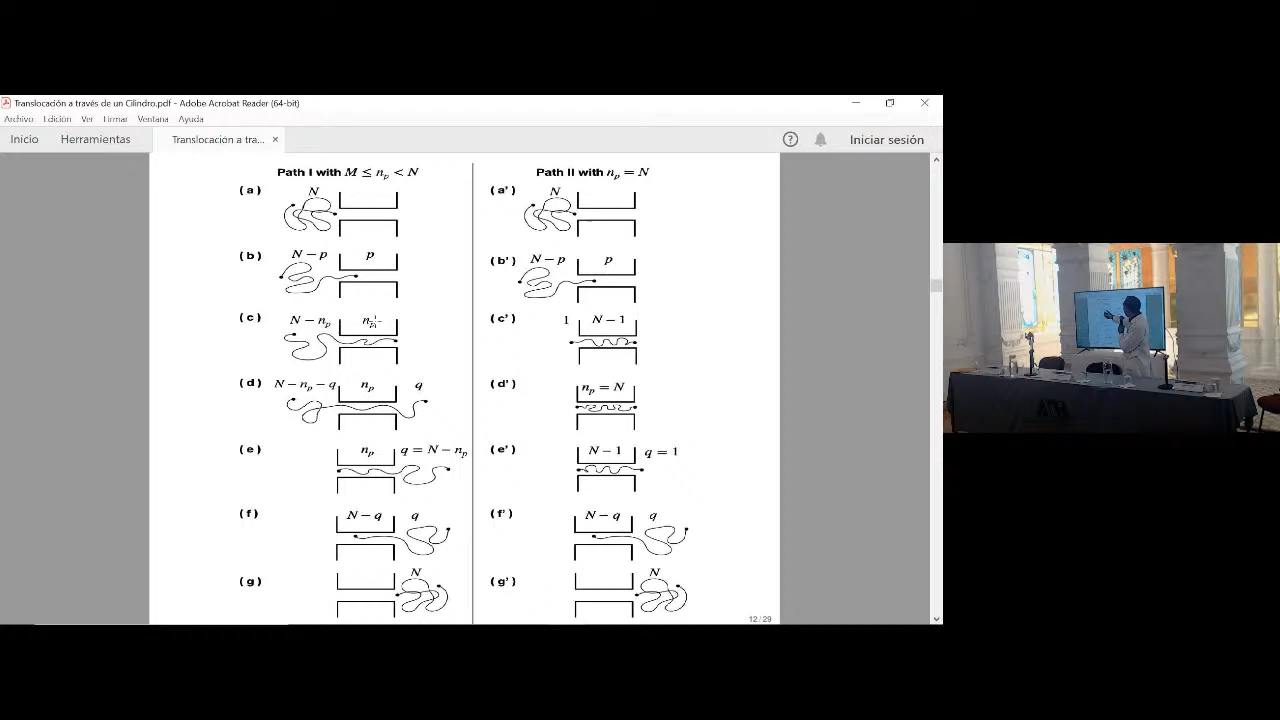 Translocación a través de un Cilindro.pdf - Adobe Acrobat Reader (64-bit)
Archivo Edición Ver Firmar Ventana Ayuda
Inicio Herramientas Translocación a tra... × ? Iniciar sesión
Path I with M ≤ n_p < N
(a) N
(b) N − p p
(c) N − n_p n_p
(d) N − n_p − q n_p q
(e) n_p q = N − n_p
(f) N − q q
(g) N
Path II with n_p = N
(a') N
(b') N − p p
(c') 1 N − 1
(d') n_p = N
(e') N − 1 q = 1
(f') N − q q
(g') N
12 / 29